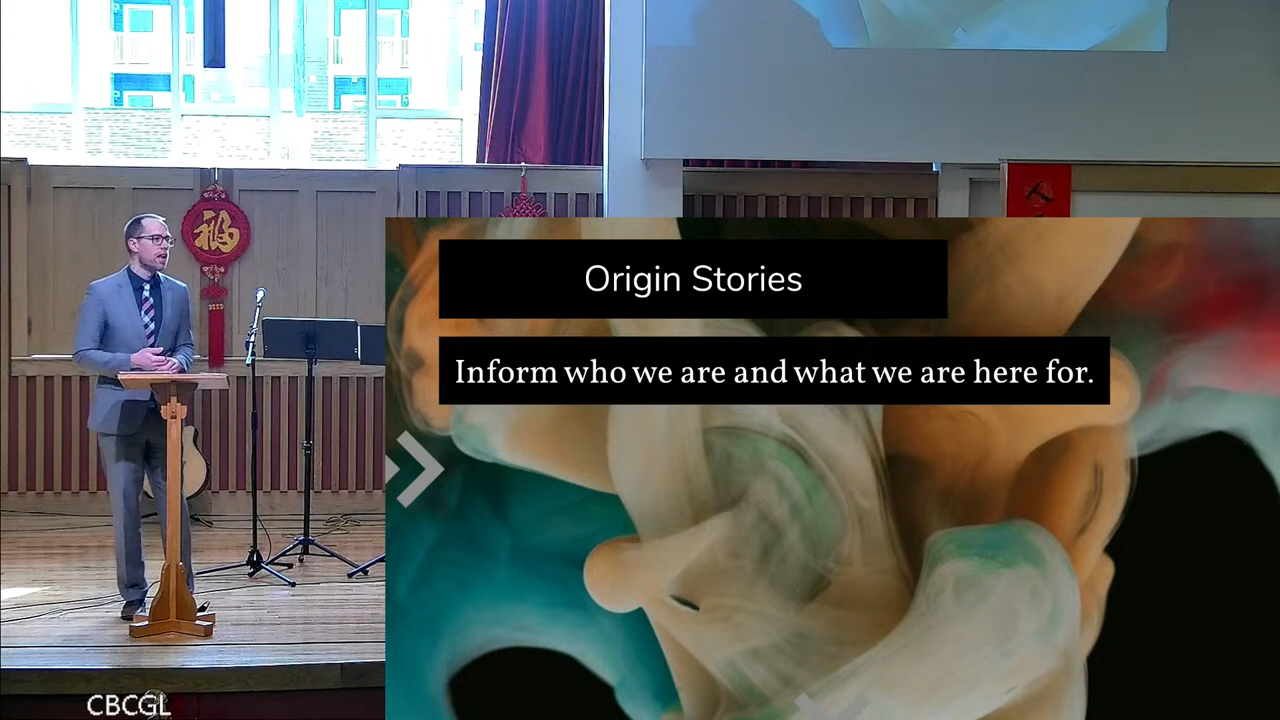 福
Origin Stories
Inform who we are and what we are here for.
CBCGL